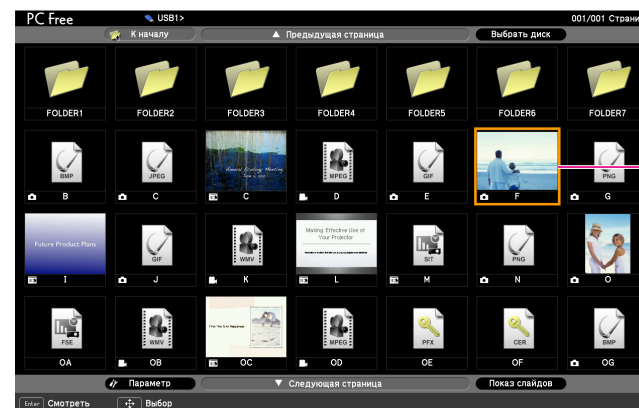 PC Free USB1> 001/001 Страни
К началу ▲ Предыдущая страница Выбрать диск
FOLDER1 FOLDER2 FOLDER3 FOLDER4 FOLDER5 FOLDER6 FOLDER7
BMP JPEG Annual Strategy Meeting MPEG GIF PNG
B C C D E F G
Future Product Plans GIF WMV Making Effective Use of Your Projector SIT PNG
I J K L M N O
FSE WMV MPEG PFX CER BMP
OA OB OC OD OE OF OG
Параметр ▼ Следующая страница Показ слайдов
Enter Смотреть Выбор